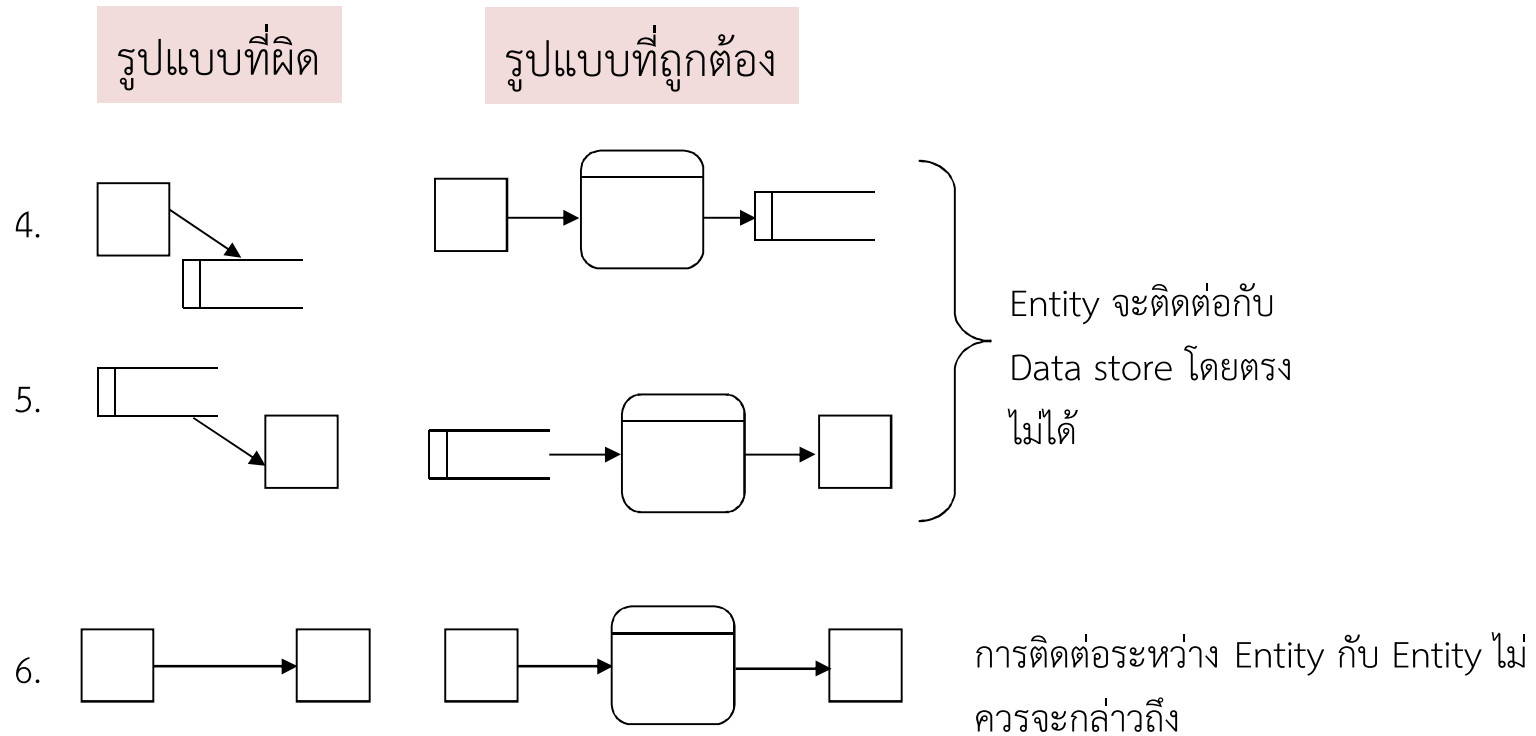 รูปแบบที่ผิด
รูปแบบที่ถูกต้อง
4.
5.
Entity จะติดต่อกับ
Data store โดยตรง
ไม่ได้
6.
การติดต่อระหว่าง Entity กับ Entity ไม่
ควรจะกล่าวถึง